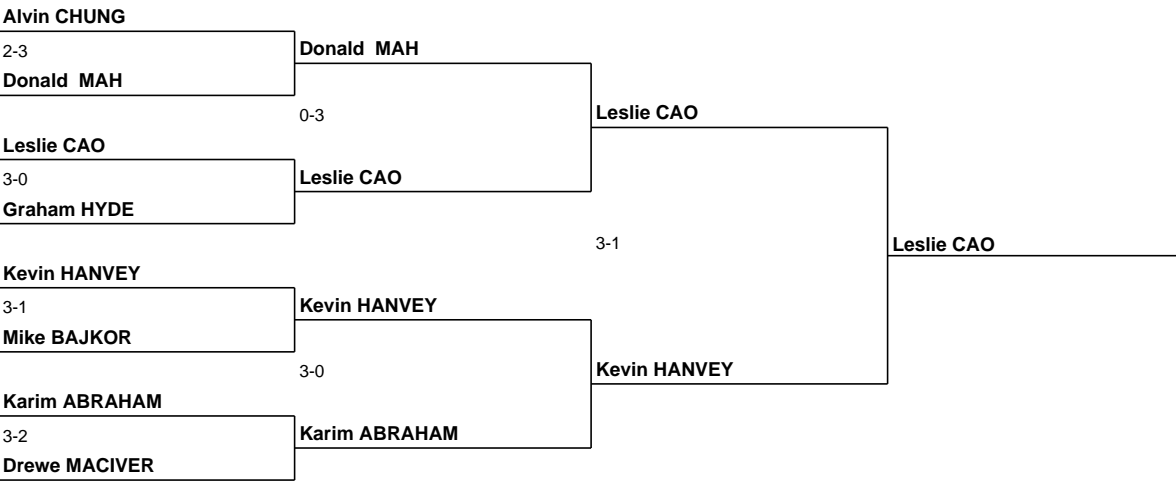 Alvin CHUNG
2-3
Donald MAH
Donald MAH
0-3
Leslie CAO
Leslie CAO
3-0
Graham HYDE
Leslie CAO
3-1
Leslie CAO
Kevin HANVEY
3-1
Mike BAJKOR
Kevin HANVEY
3-0
Kevin HANVEY
Karim ABRAHAM
3-2
Drewe MACIVER
Karim ABRAHAM